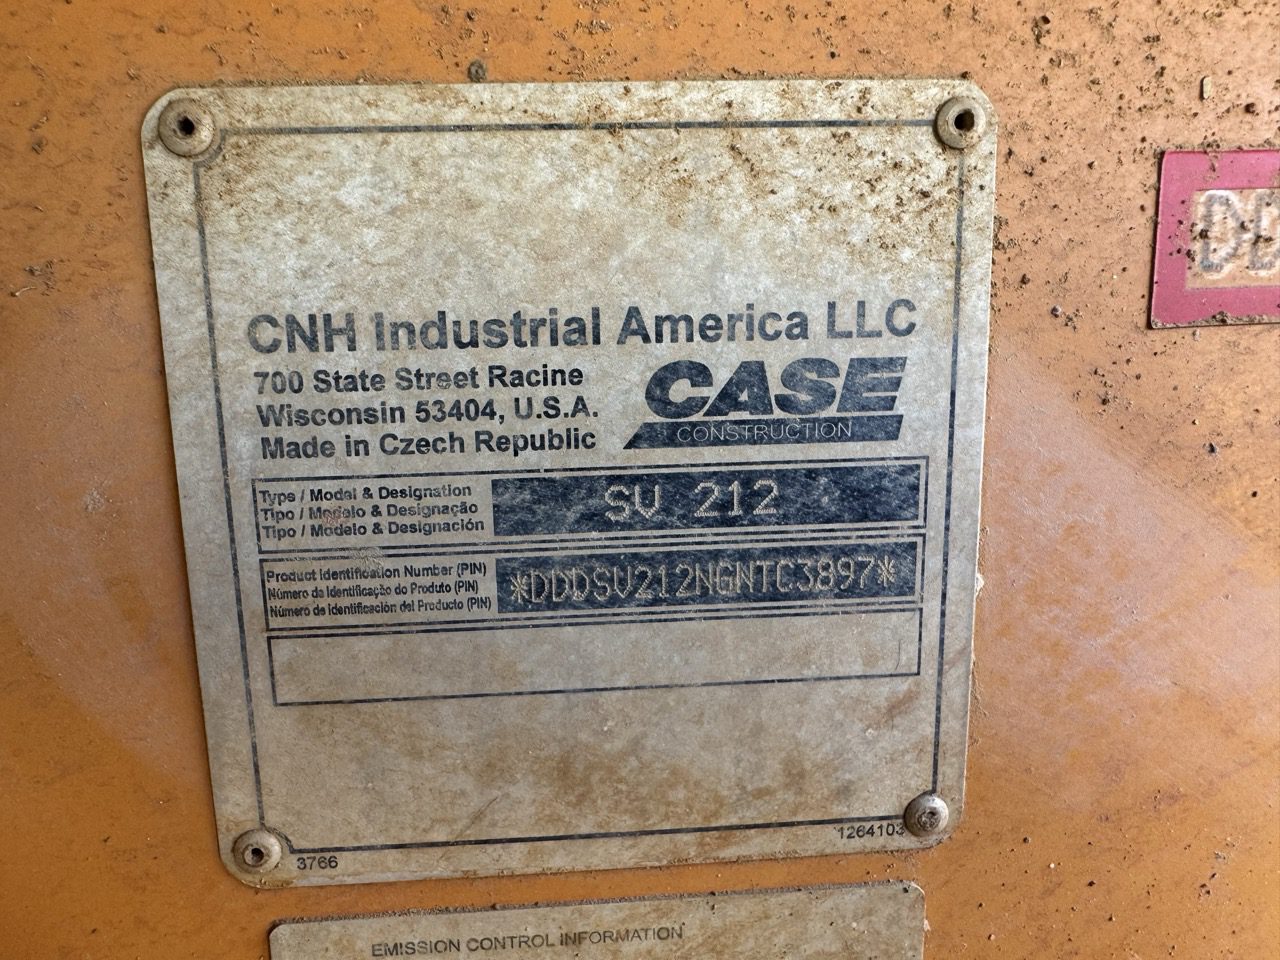 CNH Industrial America LLC
700 State Street Racine
Wisconsin 53404, U.S.A.
Made in Czech Republic
CASE
CONSTRUCTION
Type / Model & Designation
Tipo / Modelo & Designação
Tipo / Modelo & Designación
SV 212
Product Identification Number (PIN)
Número de Identificação do Produto (PIN)
Número de Identificación del Producto (PIN)
*DDDSV212NGNTC3897*
3766
1264103
DD
EMISSION CONTROL INFORMATION